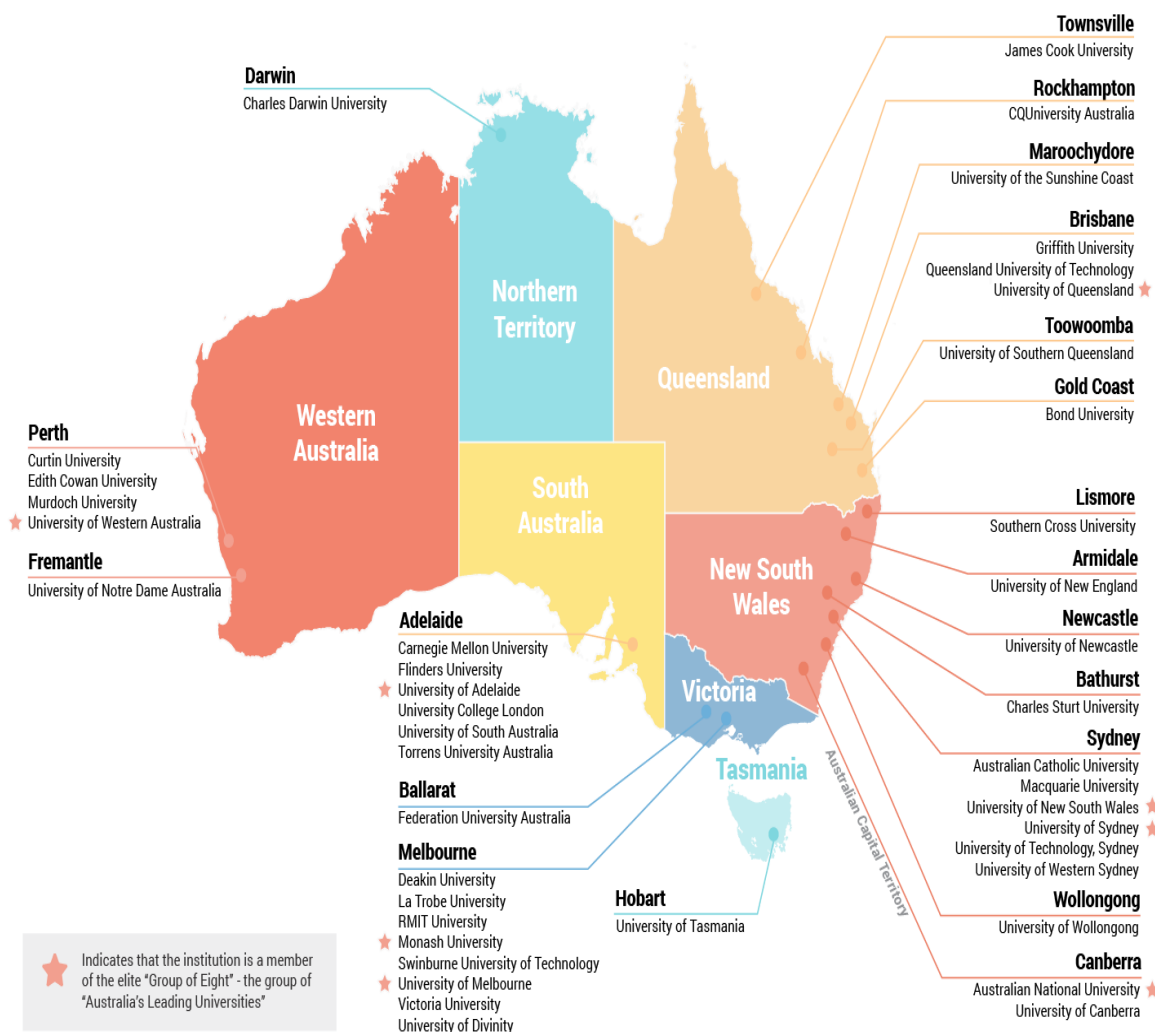 Townsville
James Cook University
Darwin
Charles Darwin University
Rockhampton
CQUniversity Australia
Maroochydore
University of the Sunshine Coast
Brisbane
Griffith University
Queensland University of Technology
University of Queensland
Toowoomba
University of Southern Queensland
Gold Coast
Bond University
Northern
Territory
Queensland
Western
Australia
South
Australia
New South
Wales
Victoria
Tasmania
Australian Capital Territory
Perth
Curtin University
Edith Cowan University
Murdoch University
University of Western Australia
Fremantle
University of Notre Dame Australia
Lismore
Southern Cross University
Armidale
University of New England
Newcastle
University of Newcastle
Bathurst
Charles Sturt University
Sydney
Australian Catholic University
Macquarie University
University of New South Wales
University of Sydney
University of Technology, Sydney
University of Western Sydney
Wollongong
University of Wollongong
Canberra
Australian National University
University of Canberra
Adelaide
Carnegie Mellon University
Flinders University
University of Adelaide
University College London
University of South Australia
Torrens University Australia
Ballarat
Federation University Australia
Melbourne
Deakin University
La Trobe University
RMIT University
Monash University
Swinburne University of Technology
University of Melbourne
Victoria University
University of Divinity
Hobart
University of Tasmania
Indicates that the institution is a member
of the elite “Group of Eight” - the group of
“Australia’s Leading Universities”